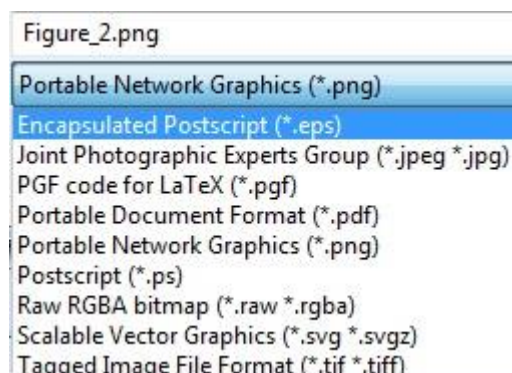 Figure_2.png
Portable Network Graphics (*.png)
Encapsulated Postscript (*.eps)
Joint Photographic Experts Group (*.jpeg *.jpg)
PGF code for LaTeX (*.pgf)
Portable Document Format (*.pdf)
Portable Network Graphics (*.png)
Postscript (*.ps)
Raw RGBA bitmap (*.raw *.rgba)
Scalable Vector Graphics (*.svg *.svgz)
Tagged Image File Format (*.tif *.tiff)